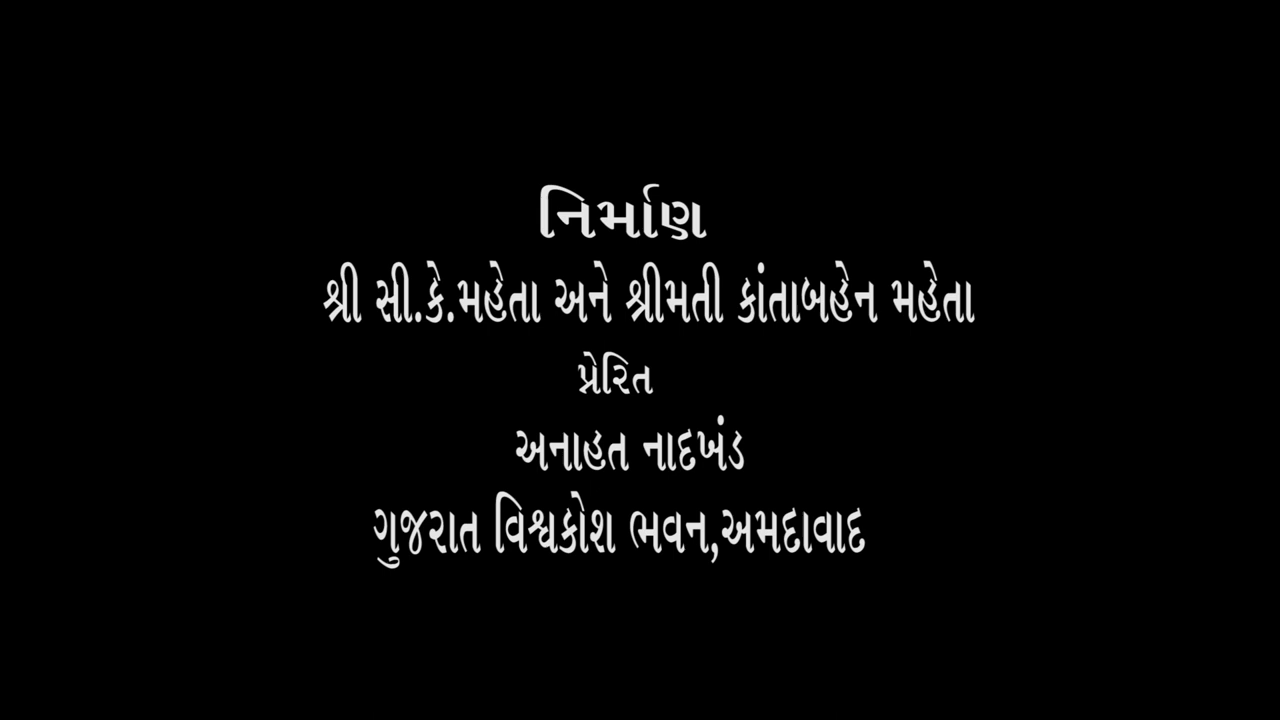 નિર્માણ
શ્રી સી.કે.મહેતા અને શ્રીમતી કાંતાબહેન મહેતા
પ્રેરિત
અનાહત નાદખંડ
ગુજરાત વિશ્વકોશ ભવન,અમદાવાદ